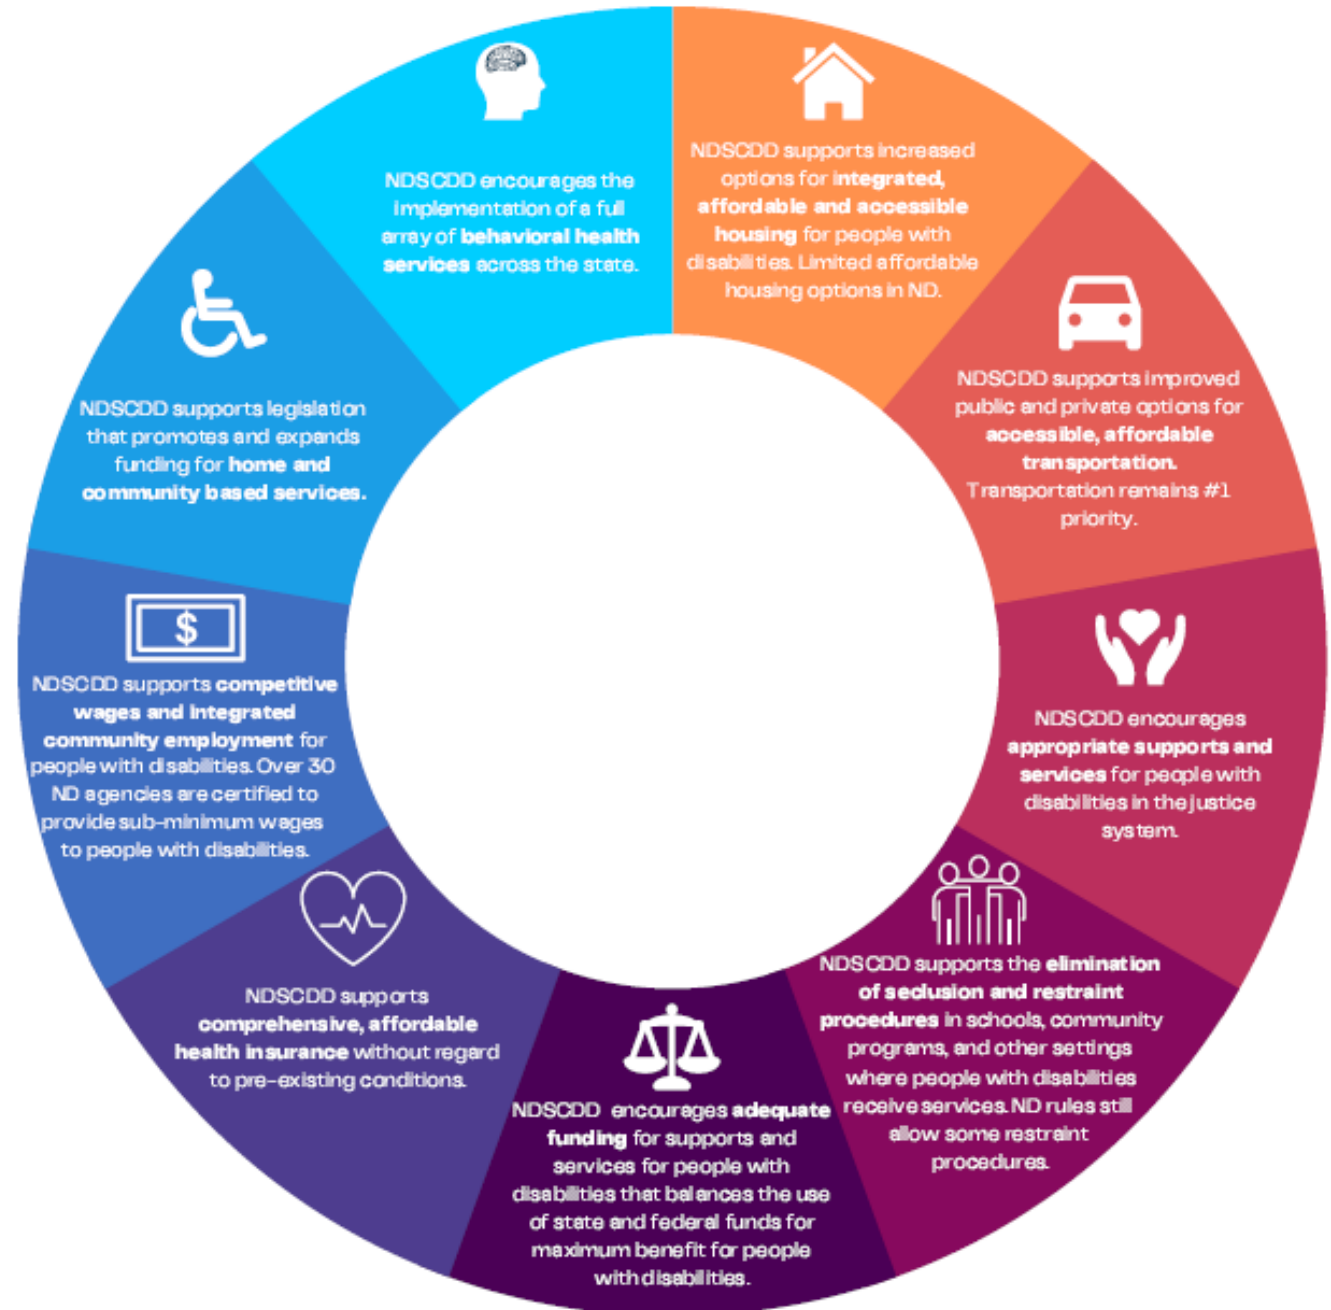 NDSCDD supports increased
options for integrated,
affordable and accessible
housing for people with
disabilities. Limited affordable
housing options in ND.
NDSCDD supports improved
public and private options for
accessible, affordable
transportation.
Transportation remains #1
priority.
NDSCDD encourages
appropriate supports and
services for people with
disabilities in the justice
system.
NDSCDD supports the elimination
of seclusion and restraint
procedures in schools, community
programs, and other settings
where people with disabilities
receive services. ND rules still
allow some restraint
procedures.
NDSCDD encourages adequate
funding for supports and
services for people with
disabilities that balances the use
of state and federal funds for
maximum benefit for people
with disabilities.
NDSCDD supports
comprehensive, affordable
health insurance without regard
to pre-existing conditions.
$
NDSCDD supports competitive
wages and integrated
community employment for
people with disabilities. Over 30
ND agencies are certified to
provide sub-minimum wages
to people with disabilities.
NDSCDD supports legislation
that promotes and expands
funding for home and
community based services.
NDSCDD encourages the
implementation of a full
array of behavioral health
services across the state.